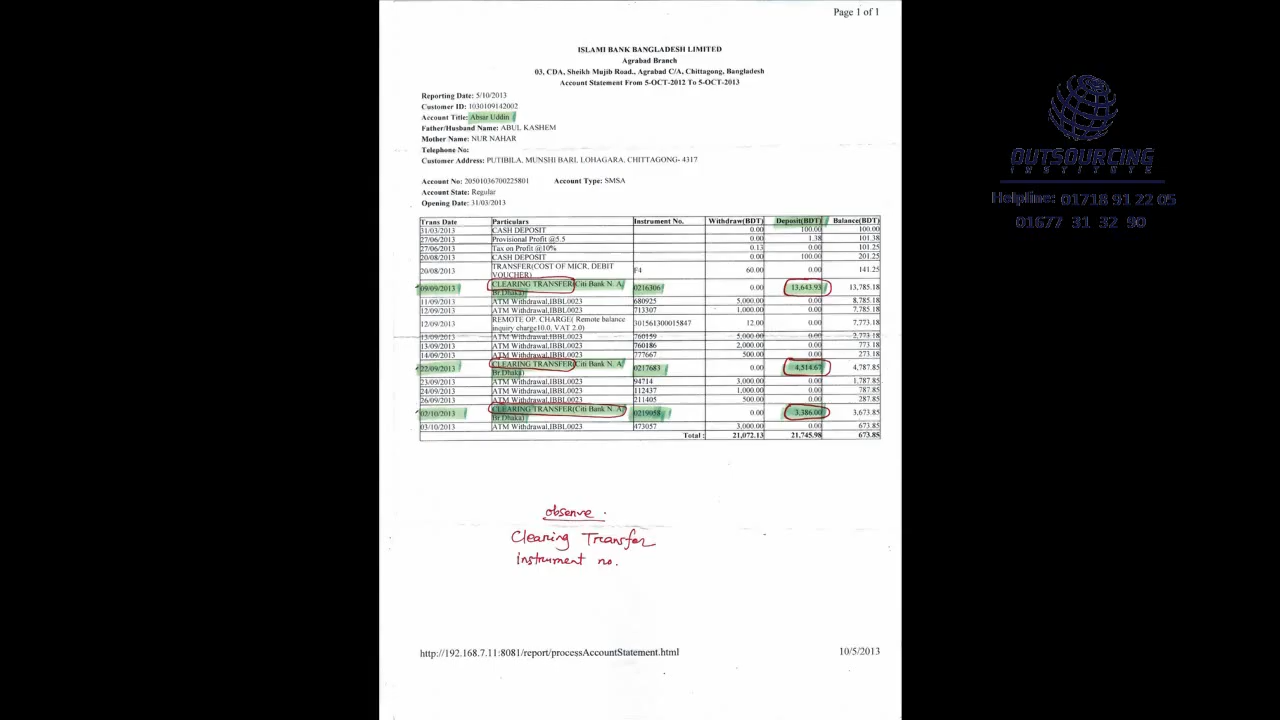 Page 1 of 1
ISLAMI BANK BANGLADESH LIMITED
Agrabad Branch
03, CDA, Sheikh Mujib Road., Agrabad C/A, Chittagong, Bangladesh
Account Statement From 5-OCT-2012 To 5-OCT-2013
Reporting Date: 5/10/2013
Customer ID: 1030109142002
Account Title: Absar Uddin
Father/Husband Name: ABUL KASHEM
Mother Name: NUR NAHAR
Telephone No:
Customer Address: PUTIBILA, MUNSHI BARI, LOHAGARA, CHITTAGONG- 4317
Account No: 20501036700225801 Account Type: SMSA
Account State: Regular
Opening Date: 31/03/2013
Trans Date Particulars Instrument No. Withdraw(BDT) Deposit(BDT) Balance(BDT)
31/03/2013 CASH DEPOSIT 0.00 100.00 100.00
27/06/2013 Provisional Profit @5.5 0.00 1.38 101.38
27/06/2013 Tax on Profit @10% 0.13 0.00 101.25
20/08/2013 CASH DEPOSIT 0.00 100.00 201.25
20/08/2013 TRANSFER(COST OF MICR, DEBIT VOUCHER) F4 60.00 0.00 141.25
09/09/2013 CLEARING TRANSFER(Citi Bank N. A/ Br.Dhaka) 0216306 0.00 13,643.93 13,785.18
11/09/2013 ATM Withdrawal,IBBL0023 680925 5,000.00 0.00 8,785.18
12/09/2013 ATM Withdrawal,IBBL0023 713307 1,000.00 0.00 7,785.18
12/09/2013 REMOTE OP. CHARGE( Remote balance inquiry charge10.0, VAT 2.0) 301561300015847 12.00 0.00 7,773.18
13/09/2013 ATM Withdrawal,IBBL0023 760159 5,000.00 0.00 2,773.18
13/09/2013 ATM Withdrawal,IBBL0023 760186 2,000.00 0.00 773.18
14/09/2013 ATM Withdrawal,IBBL0023 777667 500.00 0.00 273.18
22/09/2013 CLEARING TRANSFER(Citi Bank N. A/ Br.Dhaka) 0217683 0.00 4,514.67 4,787.85
23/09/2013 ATM Withdrawal,IBBL0023 94714 3,000.00 0.00 1,787.85
24/09/2013 ATM Withdrawal,IBBL0023 112437 1,000.00 0.00 787.85
26/09/2013 ATM Withdrawal,IBBL0023 211405 500.00 0.00 287.85
02/10/2013 CLEARING TRANSFER(Citi Bank N. A/ Br.Dhaka) 0219958 0.00 3,386.00 3,673.85
03/10/2013 ATM Withdrawal,IBBL0023 473057 3,000.00 0.00 673.85
Total : 21,072.13 21,745.98 673.85
observe.
Clearing Transfer
instrument no.
http://192.168.7.11:8081/report/processAccountStatement.html 10/5/2013
OUTSOURCING
INSTITUTE
Helpline: 01718 91 22 05
01677 31 32 90